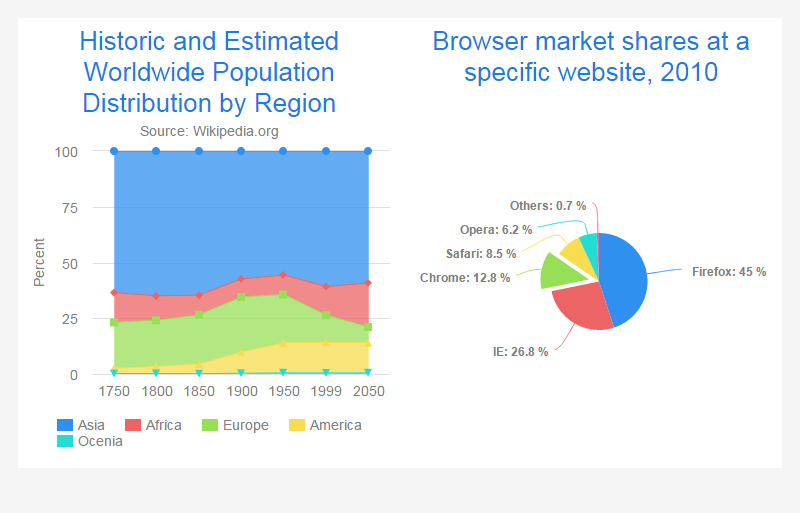 Historic and Estimated
Worldwide Population
Distribution by Region
Source: Wikipedia.org
Percent
100
75
50
25
0
1750 1800 1850 1900 1950 1999 2050
Asia Africa Europe America
Ocenia
Browser market shares at a
specific website, 2010
Others: 0.7 %
Opera: 6.2 %
Safari: 8.5 %
Chrome: 12.8 %
Firefox: 45 %
IE: 26.8 %